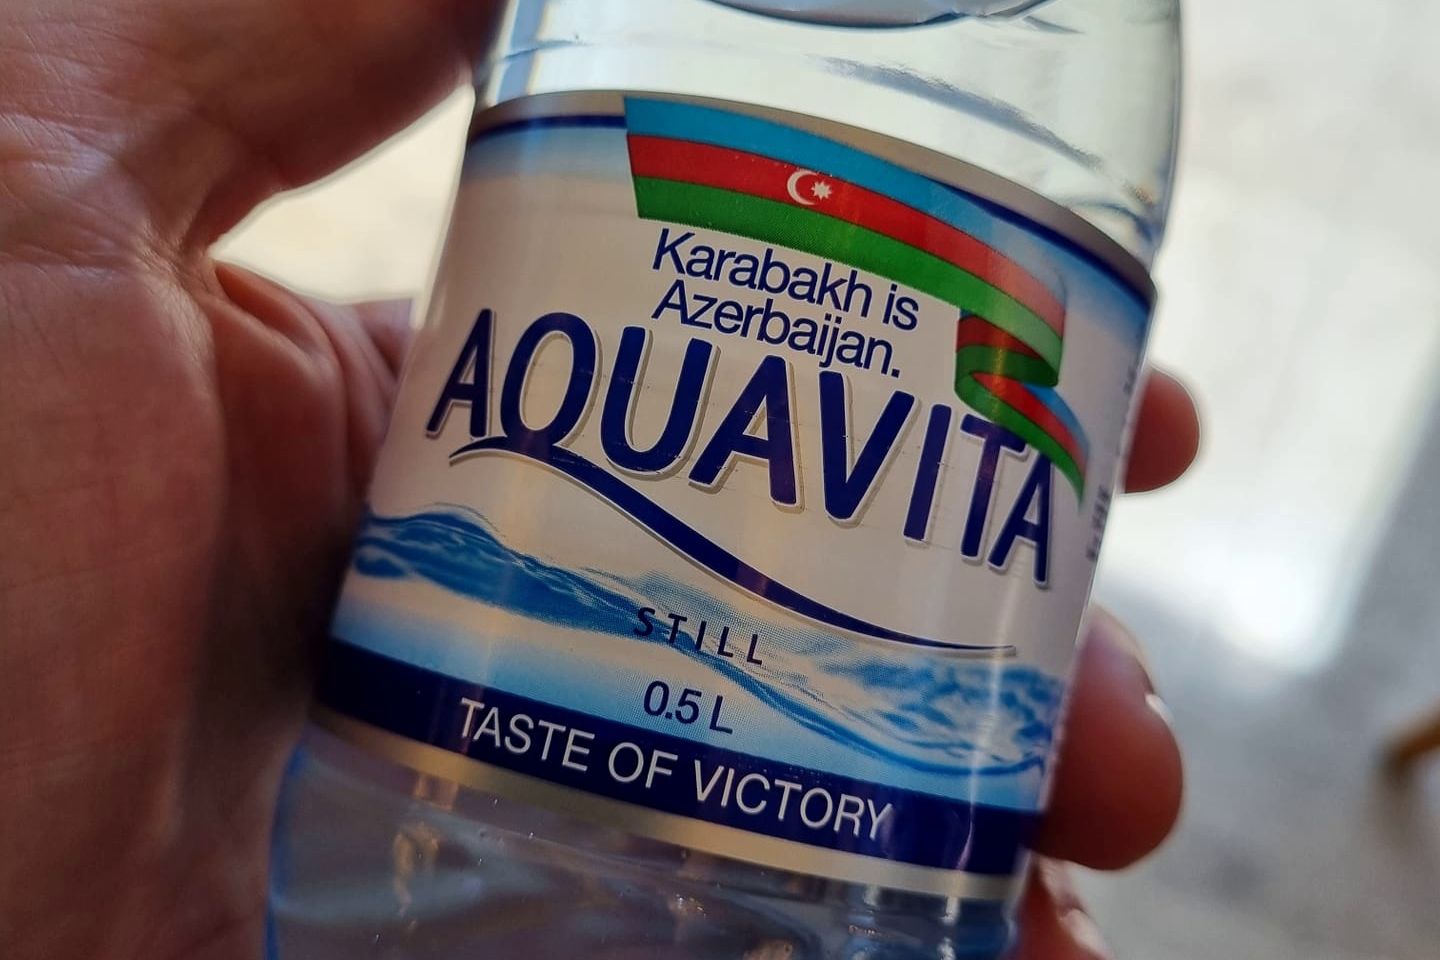 Karabakh is
Azerbaijan.
AQUAVITA
STILL
0.5 L
TASTE OF VICTORY